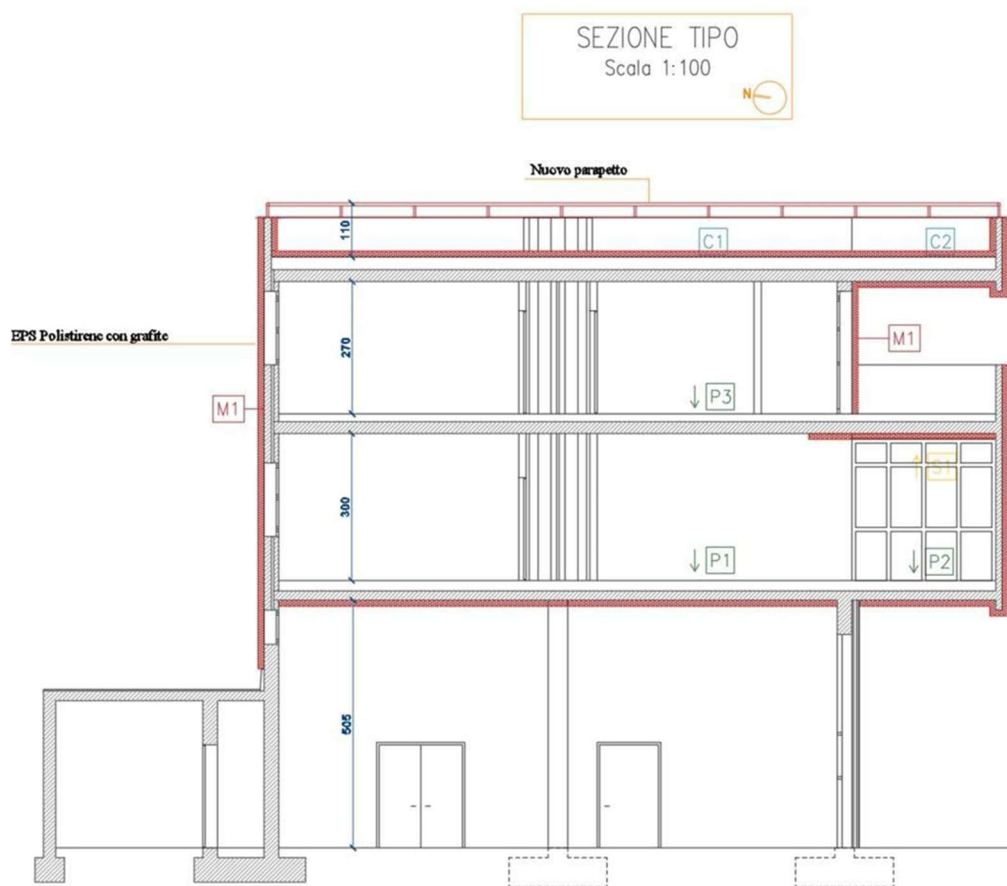 SEZIONE TIPO
Scala 1:100
N
Nuovo parapetto
110
C1
C2
EPS Polistirene con grafite
270
M1
M1
P3
300
S1
P1
P2
505